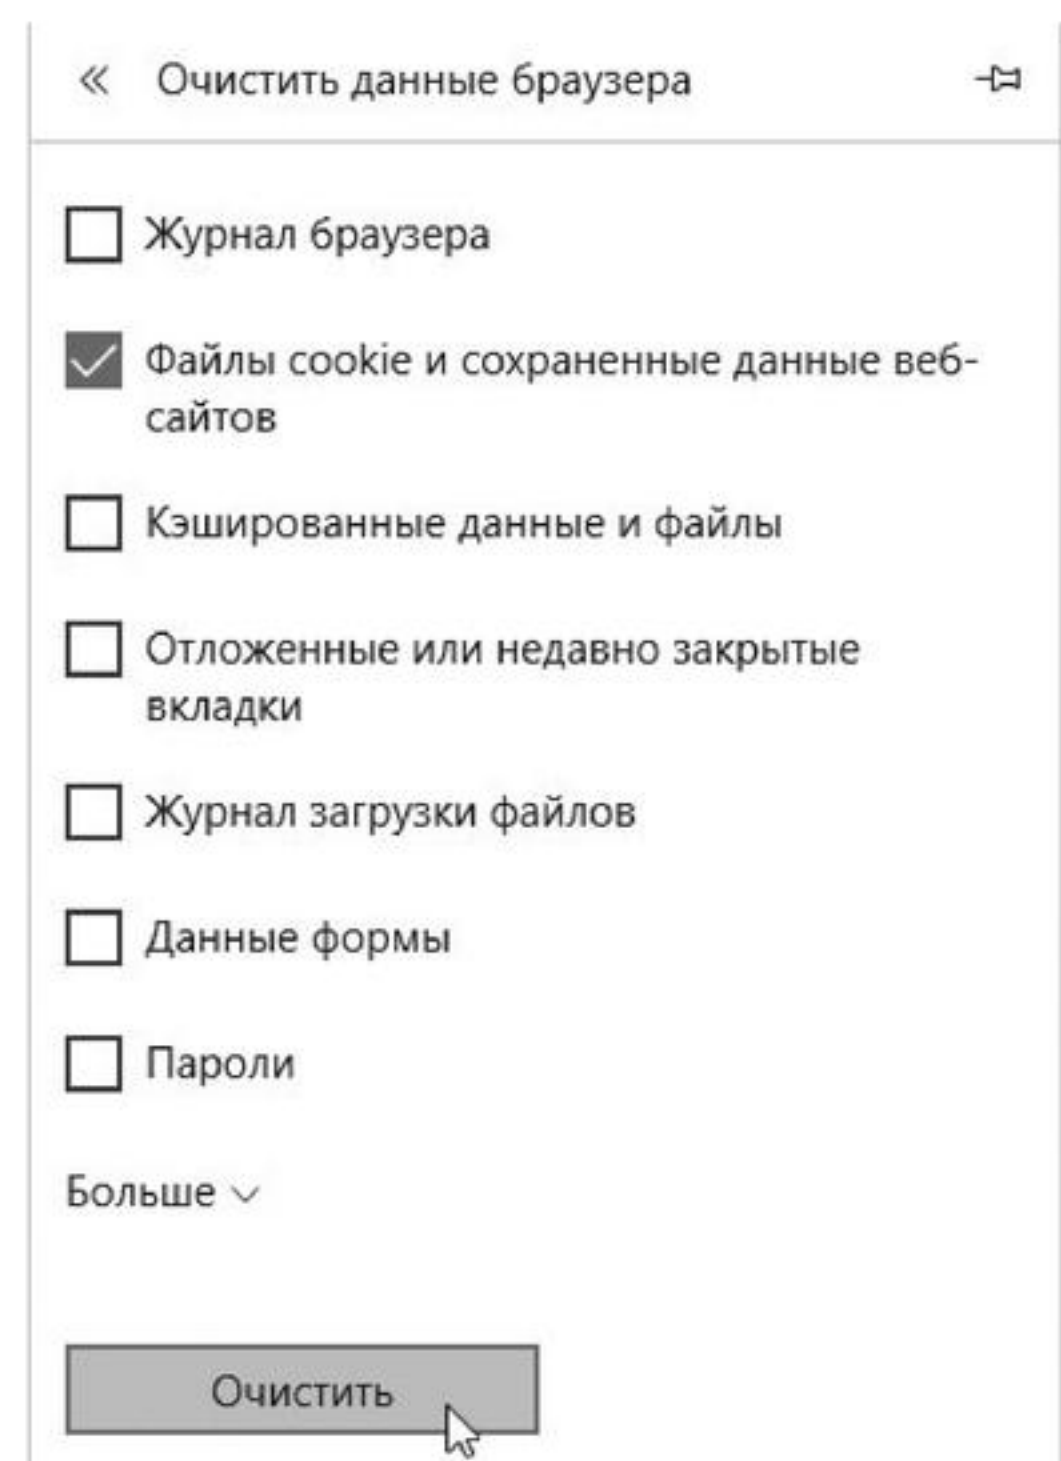 Очистить данные браузера
Журнал браузера
Файлы cookie и сохраненные данные веб-
сайтов
Кэшированные данные и файлы
Отложенные или недавно закрытые
вкладки
Журнал загрузки файлов
Данные формы
Пароли
Больше
Очистить